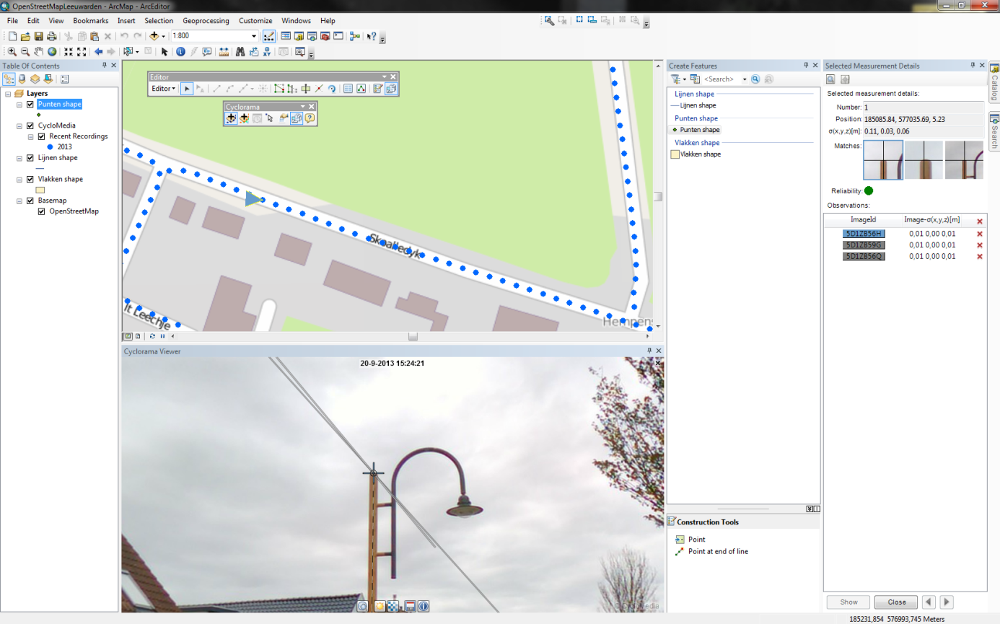 OpenStreetMapLeeuwarden - ArcMap - ArcEditor
File Edit View Bookmarks Insert Selection Geoprocessing Customize Windows Help
1:800
Table Of Contents
Layers
Punten shape
CycloMedia
Recent Recordings
2013
Lijnen shape
Vlakken shape
Basemap
OpenStreetMap
Editor
Editor
Cyclorama
Skoalledyk
It Leechje
Hempens
Cyclorama Viewer
20-9-2013 15:24:21
CycloMedia
Create Features
<Search>
Lijnen shape
Lijnen shape
Punten shape
Punten shape
Vlakken shape
Vlakken shape
Construction Tools
Point
Point at end of line
Selected Measurement Details
Selected measurement details:
Number: 1
Position: 185085.84, 577035.69, 5.23
σ(x,y,z)[m]: 0.11, 0.03, 0.06
Matches:
Reliability:
Observations:
ImageId Image-σ(x,y,z)[m]
5D1ZB56H 0,01 0,00 0,01
5D1ZB59G 0,01 0,00 0,01
5D1ZB56Q 0,01 0,00 0,01
Show Close
Catalog
Search
185231,854 576993,745 Meters